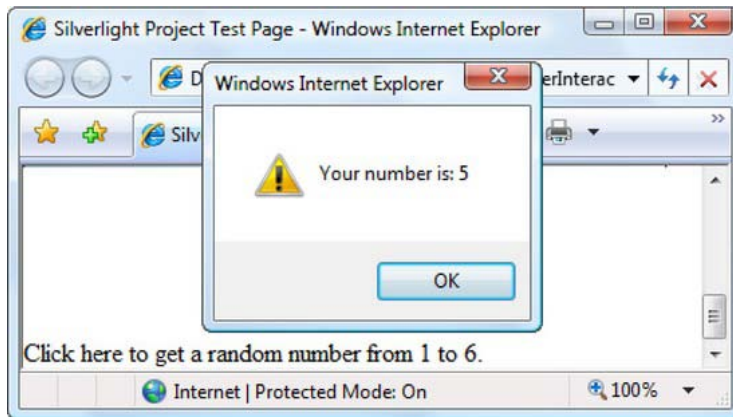 Silverlight Project Test Page - Windows Internet Explorer
D
erInterac
Silv
Windows Internet Explorer
Your number is: 5
OK
Click here to get a random number from 1 to 6.
Internet | Protected Mode: On
100%